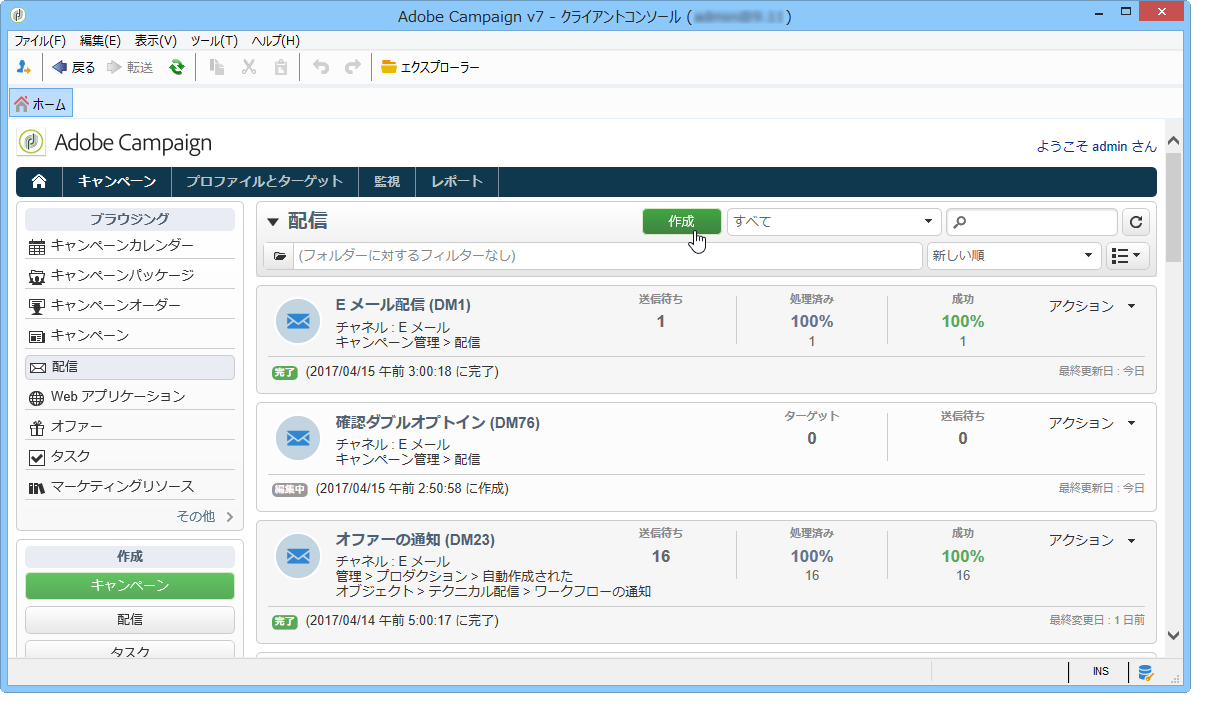 Adobe Campaign v7 - クライアントコンソール ( )
ファイル(F) 編集(E) 表示(V) ツール(T) ヘルプ(H)
戻る 転送 エクスプローラー
ホーム
Adobe Campaign
ようこそ admin さん
キャンペーン プロファイルとターゲット 監視 レポート
ブラウジング
キャンペーンカレンダー
キャンペーンパッケージ
キャンペーンオーダー
キャンペーン
配信
Web アプリケーション
オファー
タスク
マーケティングリソース
その他
作成
キャンペーン
配信
タスク
配信 作成 すべて
(フォルダーに対するフィルターなし) 新しい順
E メール配信 (DM1)
チャネル : E メール
キャンペーン管理 > 配信
送信待ち 処理済み 成功
1 100% 100%
1 1
アクション
完了 (2017/04/15 午前 3:00:18 に完了) 最終更新日 : 今日
確認ダブルオプトイン (DM76)
チャネル : E メール
キャンペーン管理 > 配信
ターゲット 送信待ち
0 0
アクション
編集中 (2017/04/15 午前 2:50:58 に作成) 最終更新日 : 今日
オファーの通知 (DM23)
チャネル : E メール
管理 > プロダクション > 自動作成された
オブジェクト > テクニカル配信 > ワークフローの通知
送信待ち 処理済み 成功
16 100% 100%
16 16
アクション
完了 (2017/04/14 午前 5:00:17 に完了) 最終変更日 : 1 日前
INS